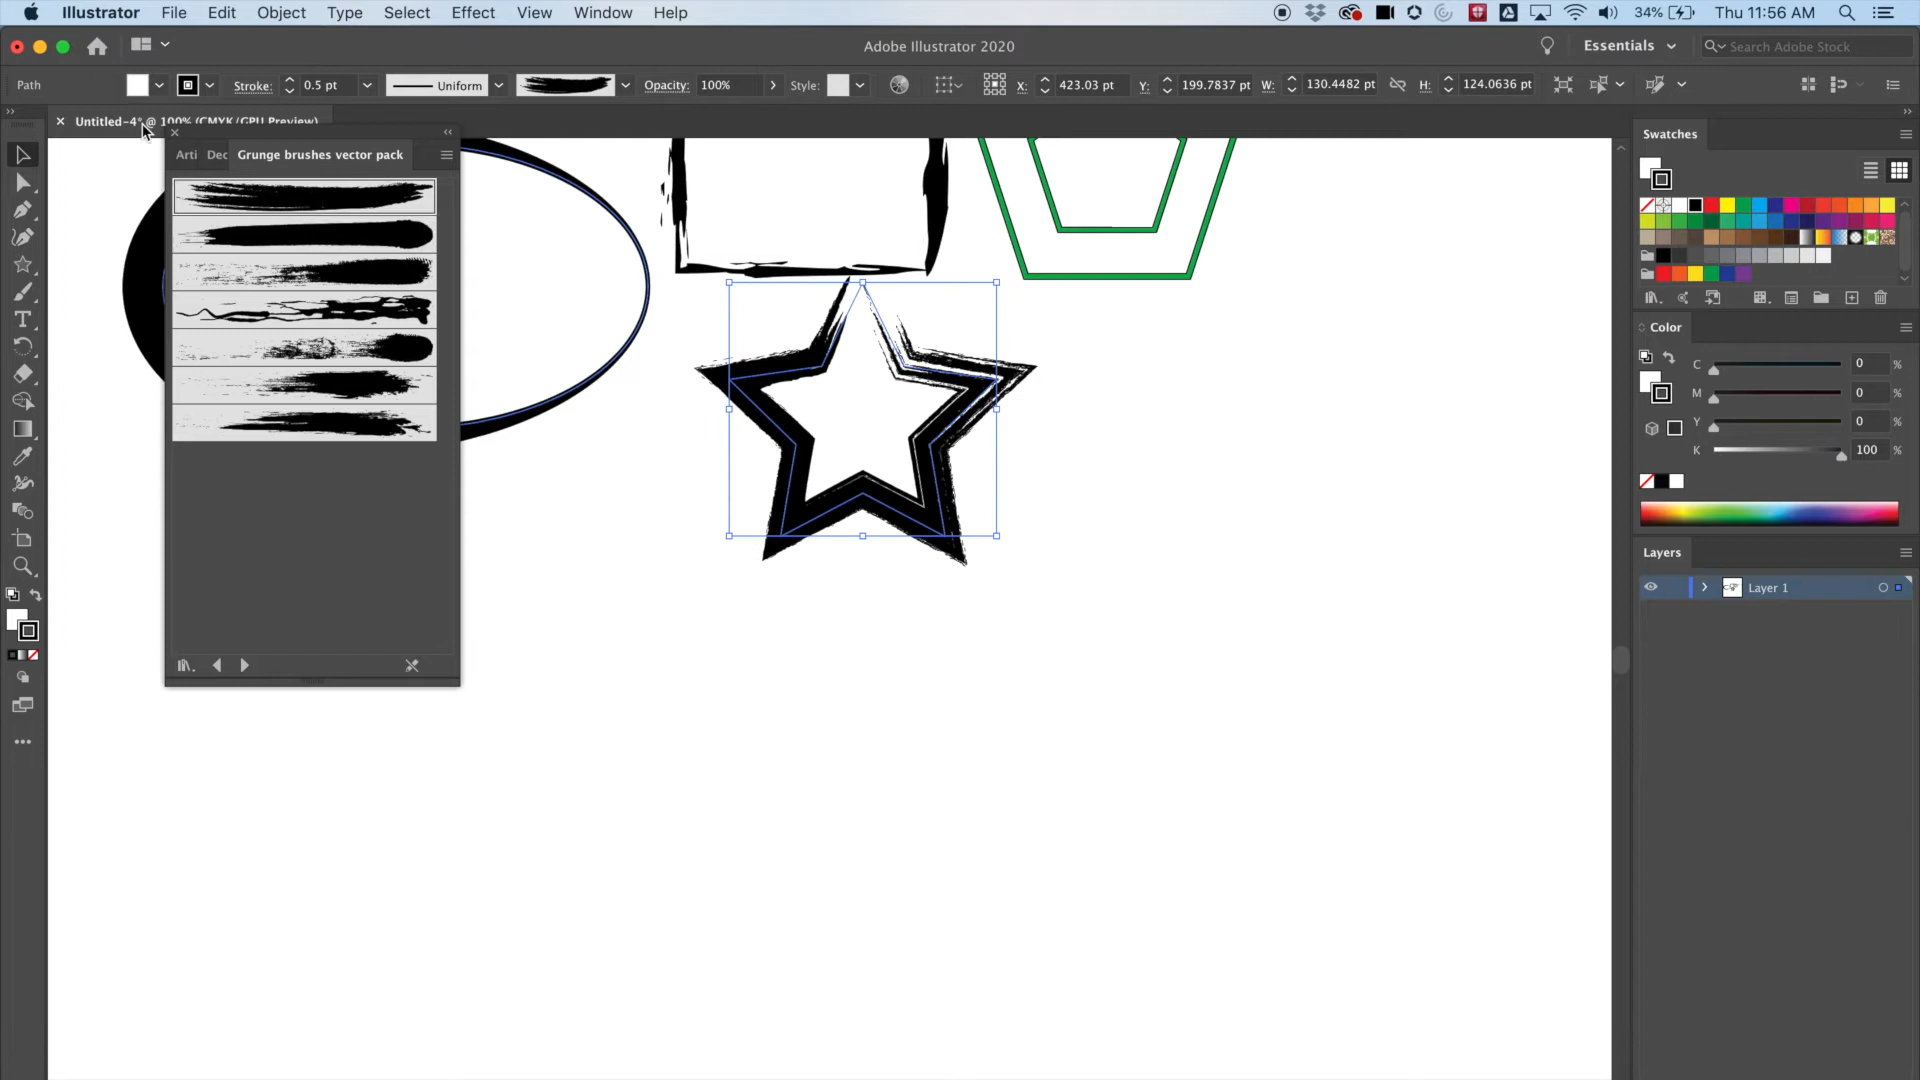 Illustrator File Edit Object Type Select Effect View Window Help
34% Thu 11:56 AM
Adobe Illustrator 2020
Essentials
Search Adobe Stock
Path
Stroke: 0.5 pt
Uniform
Opacity: 100%
Style:
X: 423.03 pt
Y: 199.7837 pt
W: 130.4482 pt
H: 124.0636 pt
Untitled-4* @ 100% (CMYK/GPU Preview)
Arti Dec Grunge brushes vector pack
Swatches
Color
C 0 %
M 0 %
Y 0 %
K 100 %
Layers
Layer 1